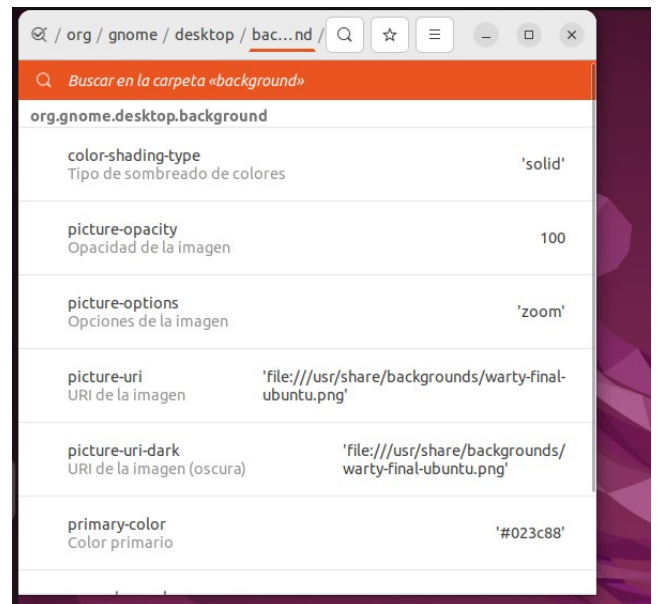 / org / gnome / desktop / bac...nd /
Buscar en la carpeta «background»
org.gnome.desktop.background
color-shading-type
'solid'
Tipo de sombreado de colores
picture-opacity
100
Opacidad de la imagen
picture-options
'zoom'
Opciones de la imagen
picture-uri
'file:///usr/share/backgrounds/warty-final-
URI de la imagen
ubuntu.png'
picture-uri-dark
'file:///usr/share/backgrounds/
URI de la imagen (oscura)
warty-final-ubuntu.png'
primary-color
'#023c88'
Color primario